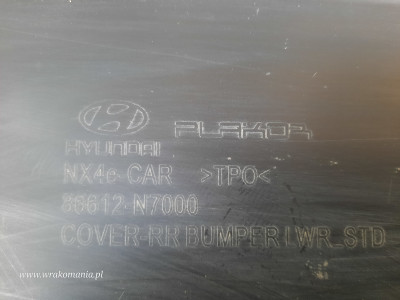 PLAKOR
HYUNDAI
NX4e-CAR >TPO<
86612-N7000
COVER-RR BUMPER LWR_STD
www.wrakomania.pl